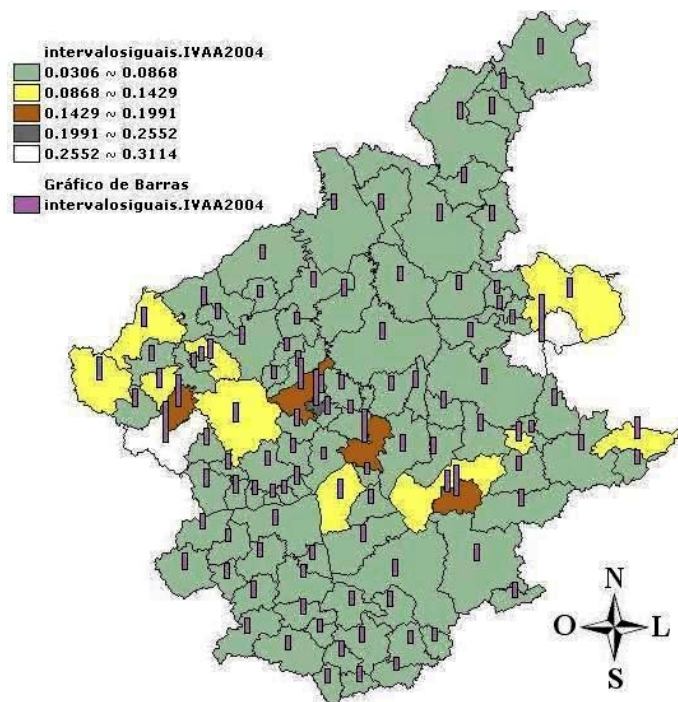 intervalosiguais.IVAA2004
0.0306 ~ 0.0868
0.0868 ~ 0.1429
0.1429 ~ 0.1991
0.1991 ~ 0.2552
0.2552 ~ 0.3114
Gráfico de Barras
intervalosiguais.IVAA2004
N
O L
S